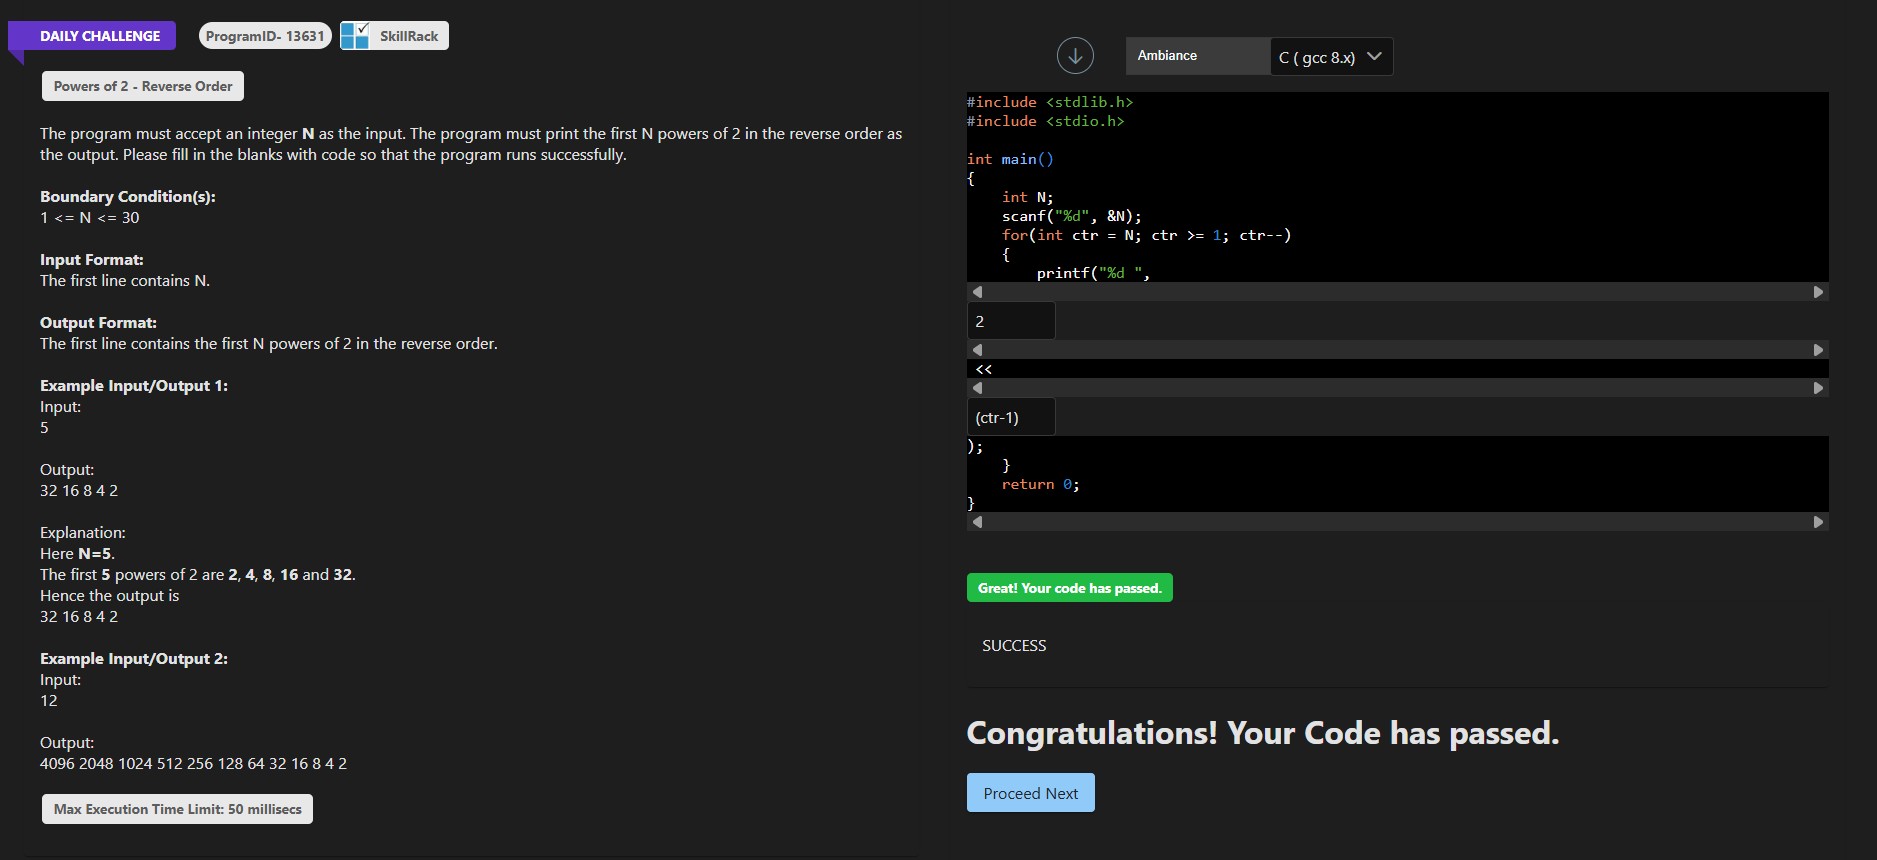 DAILY CHALLENGE
ProgramID- 13631
SkillRack
Powers of 2 - Reverse Order
The program must accept an integer N as the input. The program must print the first N powers of 2 in the reverse order as
the output. Please fill in the blanks with code so that the program runs successfully.
Boundary Condition(s):
1 <= N <= 30
Input Format:
The first line contains N.
Output Format:
The first line contains the first N powers of 2 in the reverse order.
Example Input/Output 1:
Input:
5
Output:
32 16 8 4 2
Explanation:
Here N=5.
The first 5 powers of 2 are 2, 4, 8, 16 and 32.
Hence the output is
32 16 8 4 2
Example Input/Output 2:
Input:
12
Output:
4096 2048 1024 512 256 128 64 32 16 8 4 2
Max Execution Time Limit: 50 millisecs
Ambiance
C ( gcc 8.x)
#include <stdlib.h>
#include <stdio.h>
int main()
{
int N;
scanf("%d", &N);
for(int ctr = N; ctr >= 1; ctr--)
{
printf("%d ",
2
<<
(ctr-1)
);
}
return 0;
}
Great! Your code has passed.
SUCCESS
Congratulations! Your Code has passed.
Proceed Next